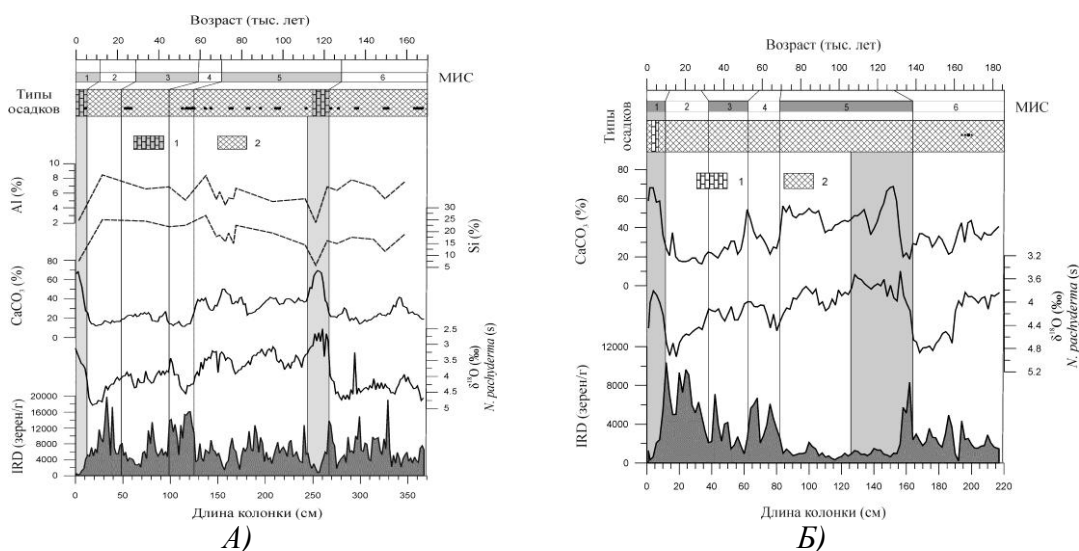 Возраст (тыс. лет)
0 20 40 60 80 100 120 140 160
1 2 3 4 5 6 МИС
Типы
осадков
1 2
Al (%)
10
8
6
4
2
Si (%)
30
25
20
15
10
5
CaCO₃ (%)
80
60
40
20
0
δ¹⁸O (‰)
N. pachyderma (s)
2.5
3
3.5
4
4.5
5
IRD (зерен/г)
20000
16000
12000
8000
4000
0
0 50 100 150 200 250 300 350
Длина колонки (см)
А)
Возраст (тыс. лет)
0 20 40 60 80 100 120 140 160 180
1 2 3 4 5 6 МИС
Типы
осадков
1 2
CaCO₃ (%)
80
60
40
20
0
δ¹⁸O (‰)
N. pachyderma (s)
3.2
3.6
4
4.4
4.8
5.2
IRD (зерен/г)
12000
8000
4000
0
0 20 40 60 80 100 120 140 160 180 200 220
Длина колонки (см)
Б)